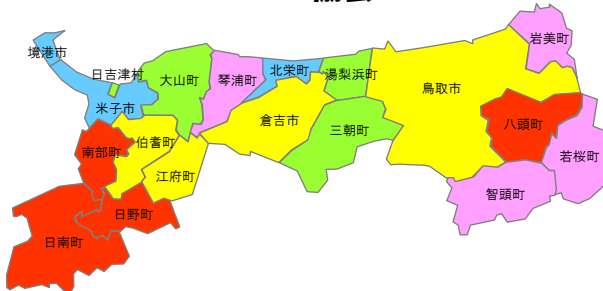 境港市
日吉津村
米子市
大山町
琴浦町
北栄町
湯梨浜町
鳥取市
岩美町
倉吉市
三朝町
八頭町
若桜町
智頭町
南部町
伯耆町
江府町
日野町
日南町